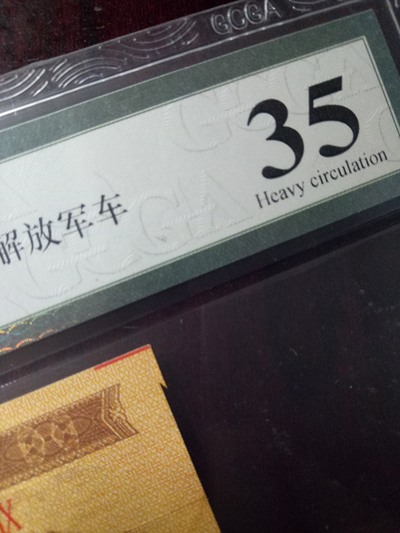 GCGA
35
Heavy circulation
解放军车